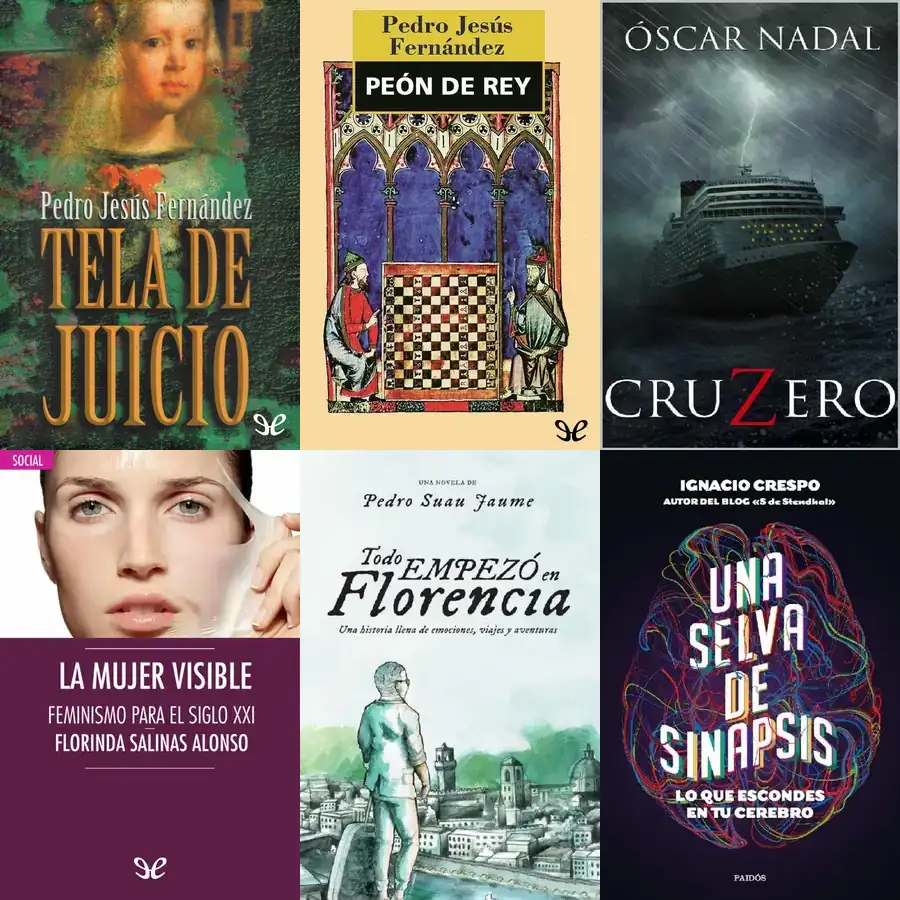 Pedro Jesús Fernández
TELA DE
JUICIO
Pedro Jesús
Fernández
PEÓN DE REY
ÓSCAR NADAL
CRUZERO
SOCIAL
LA MUJER VISIBLE
FEMINISMO PARA EL SIGLO XXI
FLORINDA SALINAS ALONSO
UNA NOVELA DE
Pedro Suau Jaume
Todo EMPEZÓ en
Florencia
Una historia llena de emociones, viajes y aventuras
IGNACIO CRESPO
AUTOR DEL BLOG «S de Stendhal»
UNA
SELVA
DE
SINAPSIS
LO QUE ESCONDES
EN TU CEREBRO
PAIDÓS